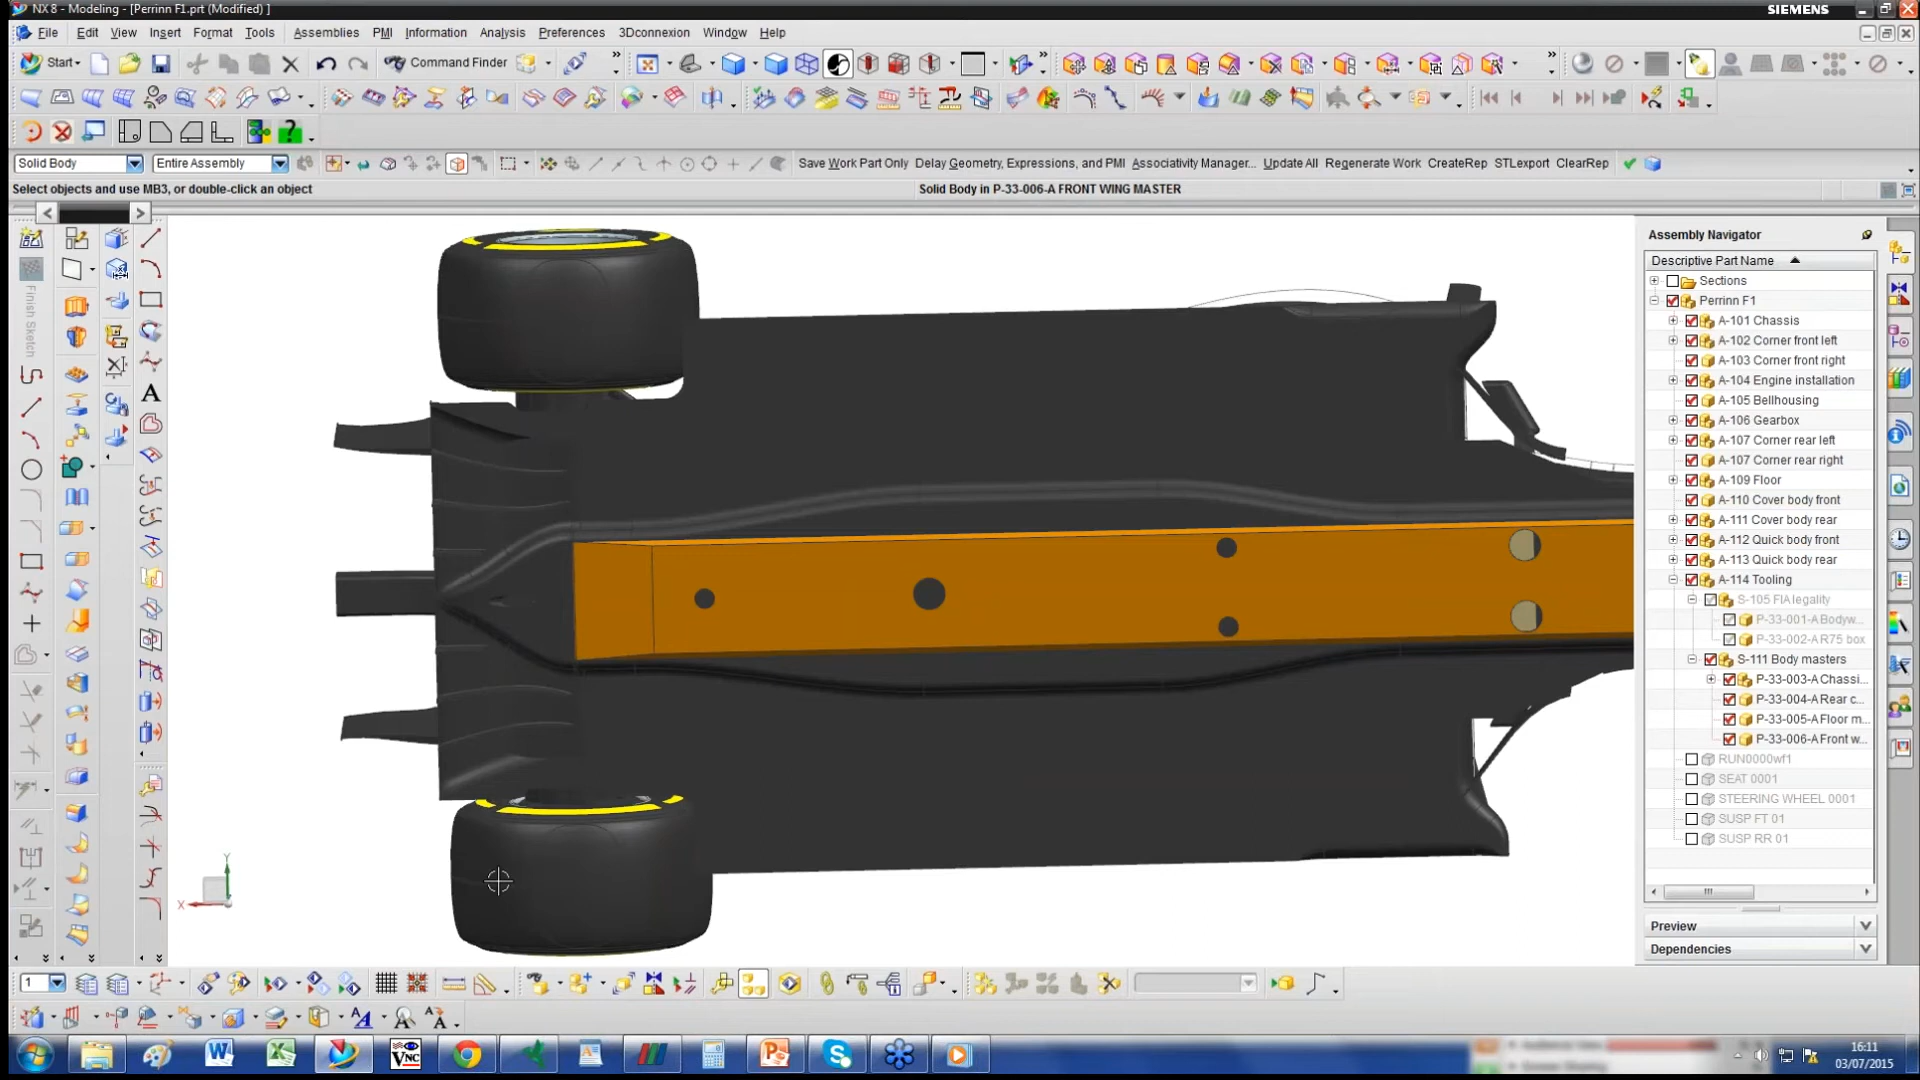 NX 8 - Modeling - [Perrinn F1.prt (Modified) ]
SIEMENS
File Edit View Insert Format Tools Assemblies PMI Information Analysis Preferences 3Dconnexion Window Help
Start Command Finder
Solid Body Entire Assembly Save Work Part Only Delay Geometry, Expressions, and PMI Associativity Manager... Update All Regenerate Work CreateRep STLexport ClearRep
Select objects and use MB3, or double-click an object
Solid Body in P-33-006-A FRONT WING MASTER
Finish Sketch
Assembly Navigator
Descriptive Part Name
Sections
Perrinn F1
A-101 Chassis
A-102 Corner front left
A-103 Corner front right
A-104 Engine installation
A-105 Bellhousing
A-106 Gearbox
A-107 Corner rear left
A-107 Corner rear right
A-109 Floor
A-110 Cover body front
A-111 Cover body rear
A-112 Quick body front
A-113 Quick body rear
A-114 Tooling
S-105 FIA legality
P-33-001-A Bodyw...
P-33-002-A R75 box
S-111 Body masters
P-33-003-A Chassi...
P-33-004-A Rear c...
P-33-005-A Floor m...
P-33-006-A Front w...
RUN0000wf1
SEAT 0001
STEERING WHEEL 0001
SUSP FT 01
SUSP RR 01
Y
X
Preview
Dependencies
1
VNC
16:11
03/07/2015